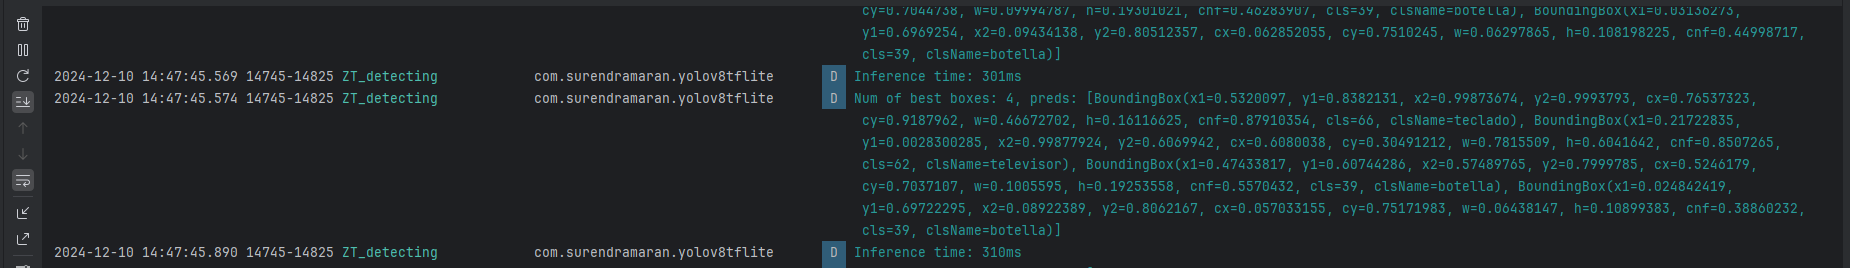 cy=0.7044738, w=0.09994787, h=0.19301021, cnf=0.46283907, cls=39, clsName=botella), BoundingBox(x1=0.03136273,
y1=0.6969254, x2=0.09434138, y2=0.80512357, cx=0.062852055, cy=0.7510245, w=0.06297865, h=0.108198225, cnf=0.44998717,
cls=39, clsName=botella)]
2024-12-10 14:47:45.569 14745-14825 ZT_detecting com.surendramaran.yolov8tflite D Inference time: 301ms
2024-12-10 14:47:45.574 14745-14825 ZT_detecting com.surendramaran.yolov8tflite D Num of best boxes: 4, preds: [BoundingBox(x1=0.5320097, y1=0.8382131, x2=0.99873674, y2=0.9993793, cx=0.76537323,
cy=0.9187962, w=0.46672702, h=0.16116625, cnf=0.87910354, cls=66, clsName=teclado), BoundingBox(x1=0.21722835,
y1=0.0028300285, x2=0.99877924, y2=0.6069942, cx=0.6080038, cy=0.30491212, w=0.7815509, h=0.6041642, cnf=0.8507265,
cls=62, clsName=televisor), BoundingBox(x1=0.47433817, y1=0.60744286, x2=0.57489765, y2=0.7999785, cx=0.5246179,
cy=0.7037107, w=0.1005595, h=0.19253558, cnf=0.5570432, cls=39, clsName=botella), BoundingBox(x1=0.024842419,
y1=0.69722295, x2=0.08922389, y2=0.8062167, cx=0.057033155, cy=0.75171983, w=0.06438147, h=0.10899383, cnf=0.38860232,
cls=39, clsName=botella)]
2024-12-10 14:47:45.890 14745-14825 ZT_detecting com.surendramaran.yolov8tflite D Inference time: 310ms